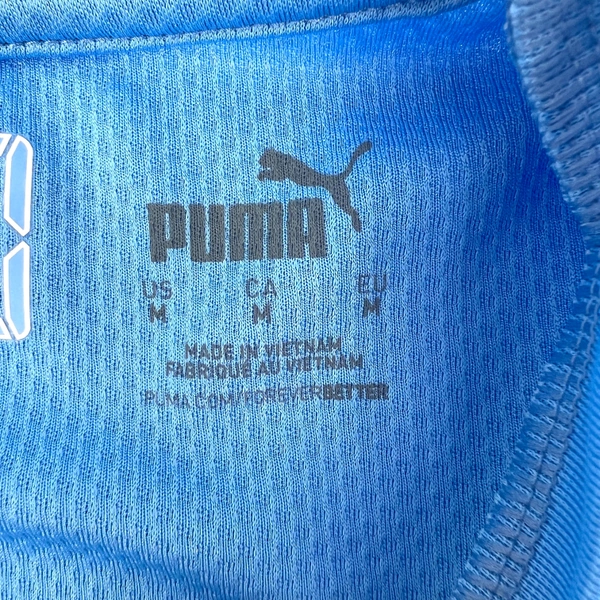 PUMA
US CA EU
M M M
MADE IN VIETNAM
FABRIQUE AU VIETNAM
PUMA.COM/FOREVERBETTER